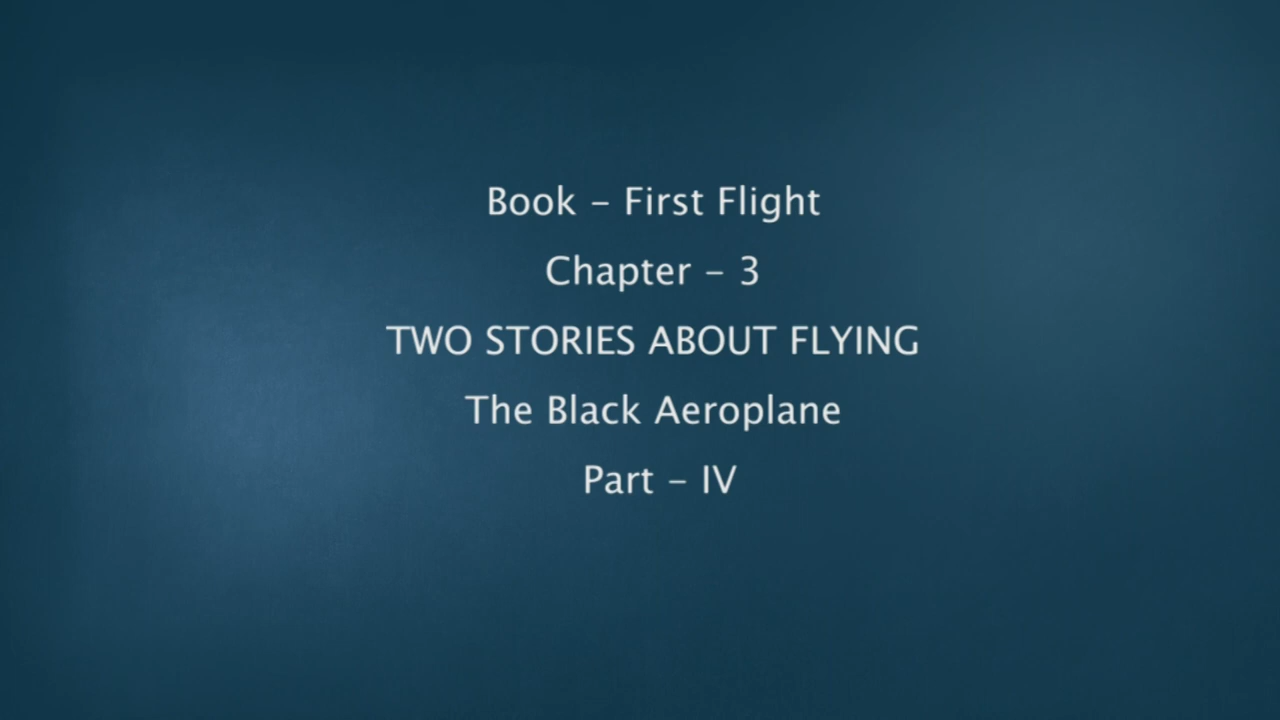 Book – First Flight
Chapter – 3
TWO STORIES ABOUT FLYING
The Black Aeroplane
Part – IV